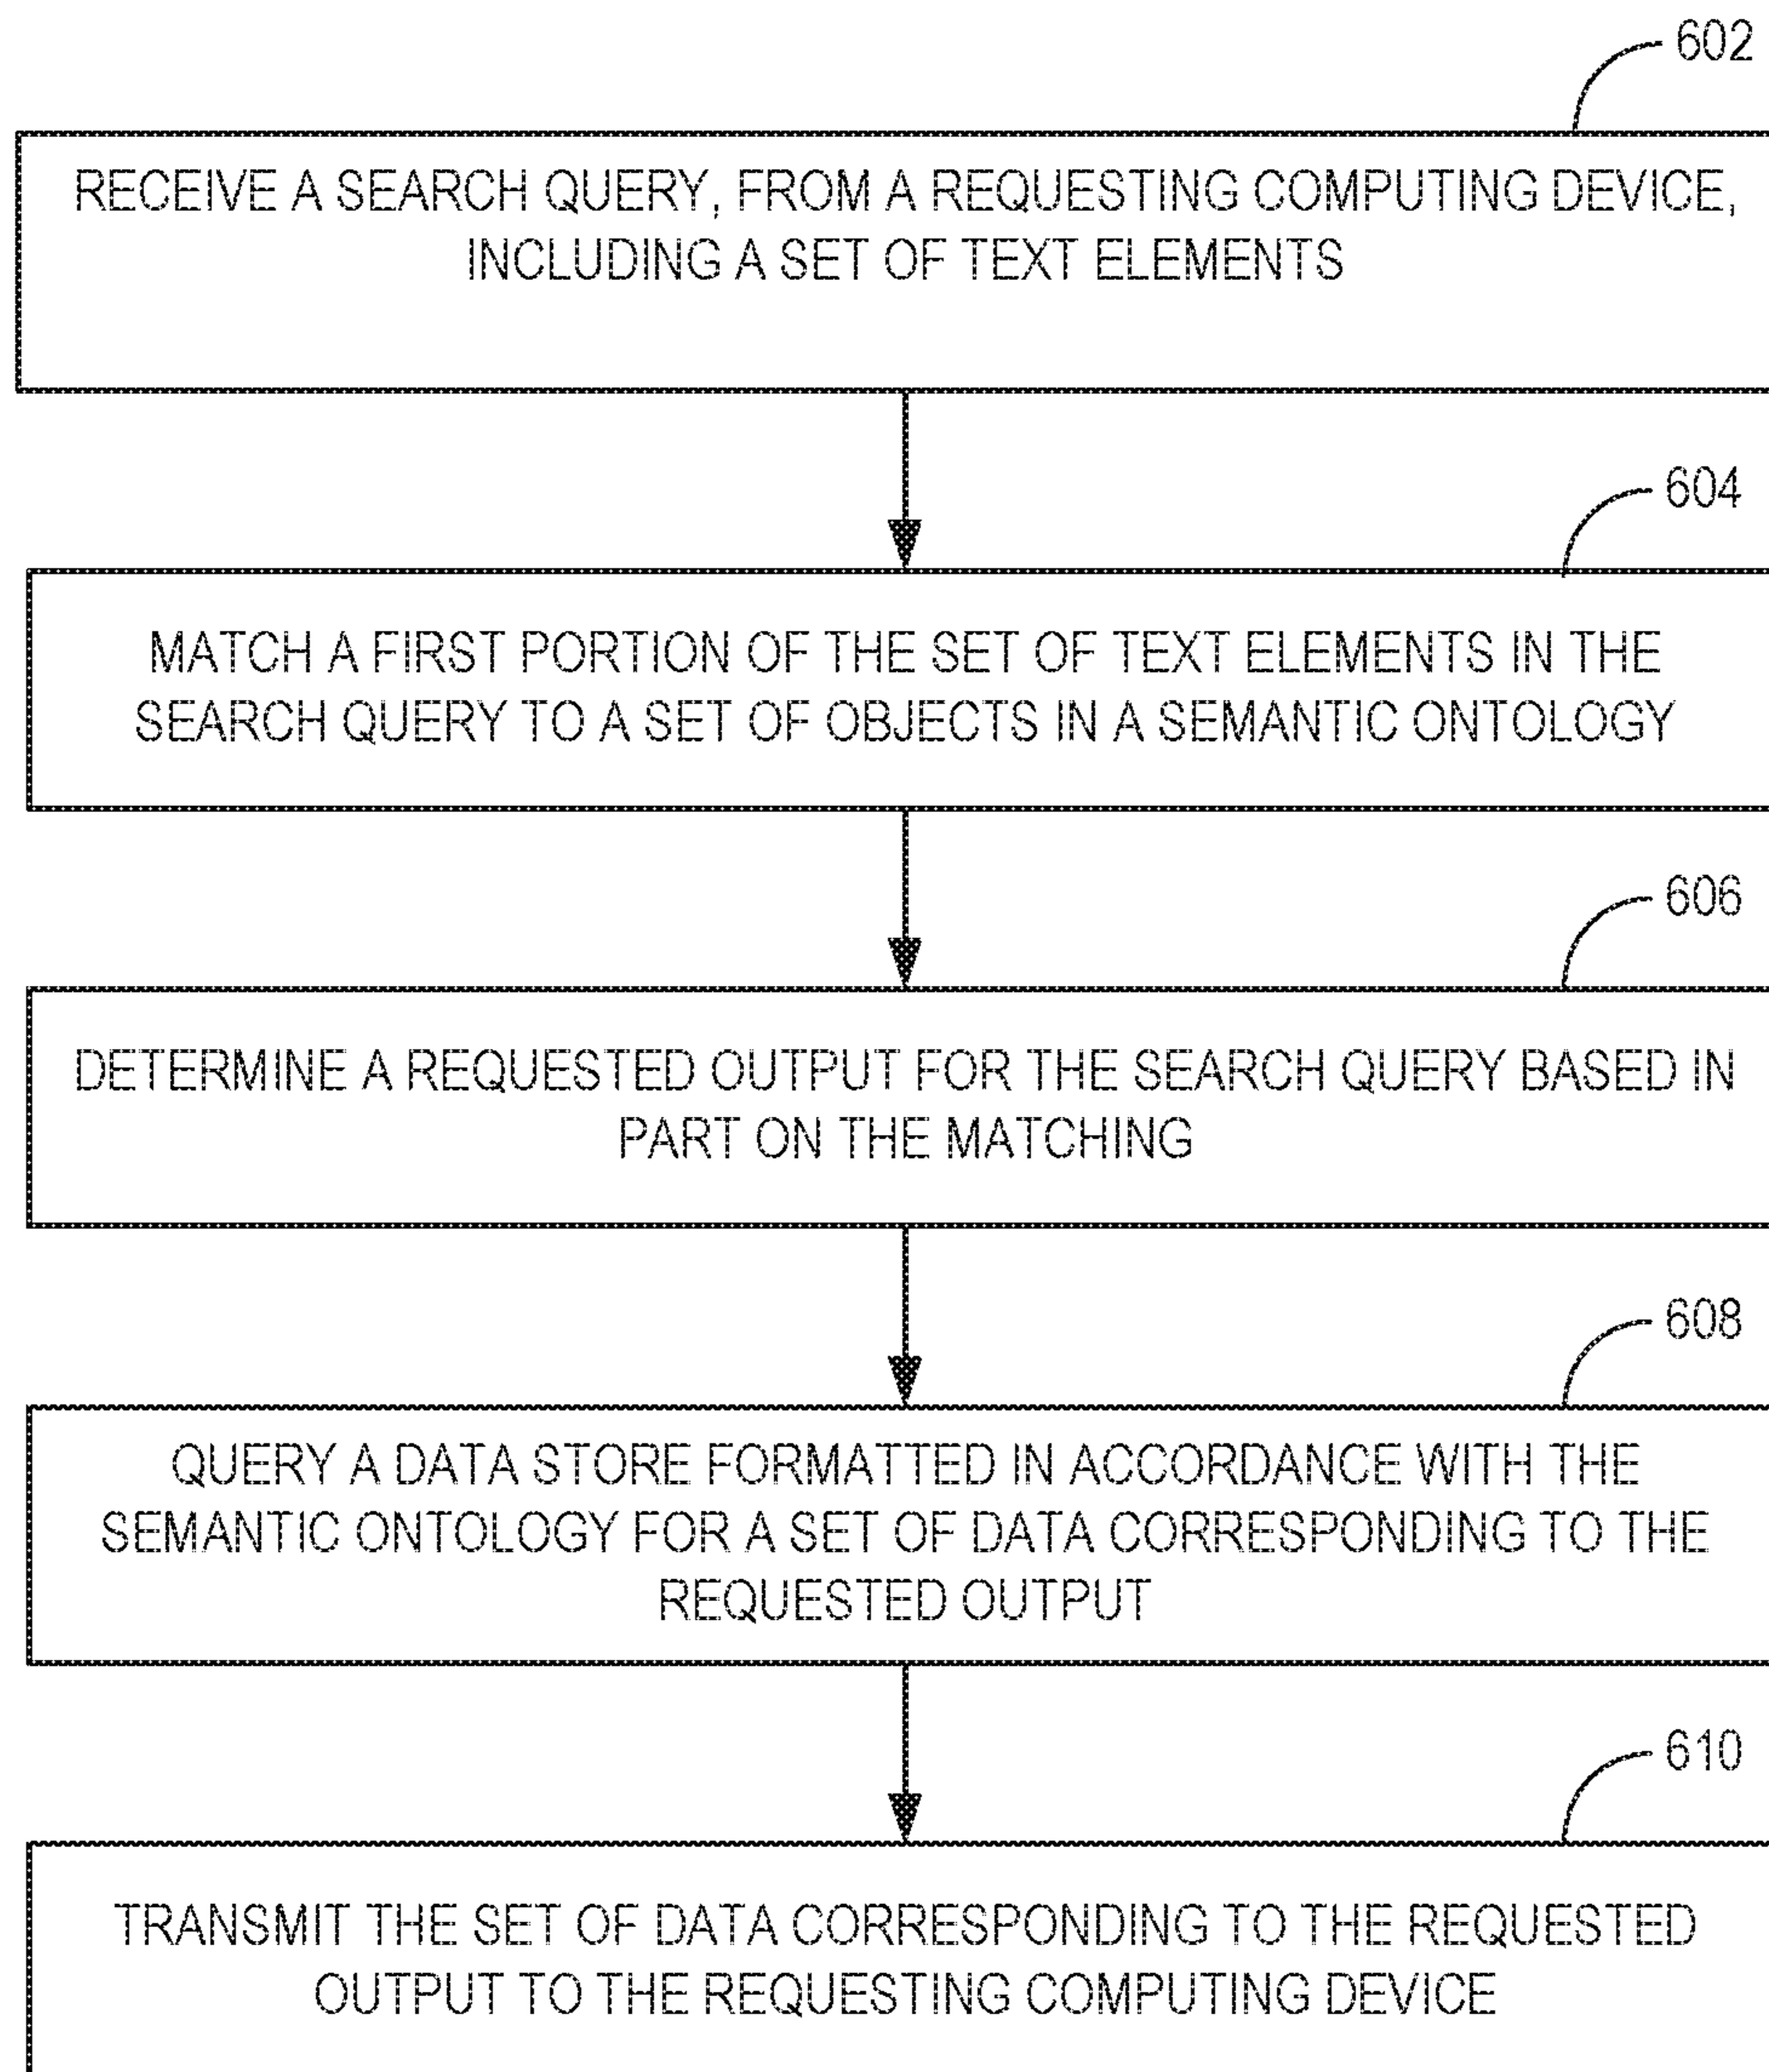 602
RECEIVE A SEARCH QUERY, FROM A REQUESTING COMPUTING DEVICE,
INCLUDING A SET OF TEXT ELEMENTS
604
MATCH A FIRST PORTION OF THE SET OF TEXT ELEMENTS IN THE
SEARCH QUERY TO A SET OF OBJECTS IN A SEMANTIC ONTOLOGY
606
DETERMINE A REQUESTED OUTPUT FOR THE SEARCH QUERY BASED IN
PART ON THE MATCHING
608
QUERY A DATA STORE FORMATTED IN ACCORDANCE WITH THE
SEMANTIC ONTOLOGY FOR A SET OF DATA CORRESPONDING TO THE
REQUESTED OUTPUT
610
TRANSMIT THE SET OF DATA CORRESPONDING TO THE REQUESTED
OUTPUT TO THE REQUESTING COMPUTING DEVICE